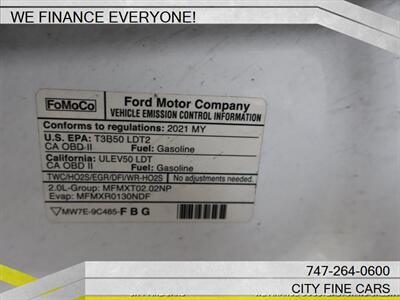 WE FINANCE EVERYONE!
FoMoCo
Ford Motor Company
VEHICLE EMISSION CONTROL INFORMATION
Conforms to regulations: 2021 MY
U.S. EPA: T3B50 LDT2
CA OBD II Fuel: Gasoline
California: ULEV50 LDT
CA OBD II Fuel: Gasoline
TWC/HO2S/EGR/DFI/WR-HO2S No adjustments needed.
2.0L-Group: MFMXT02.02NP
Evap: MFMXR0130NDF
MW7E-9C485-FBG
747-264-0600
CITY FINE CARS